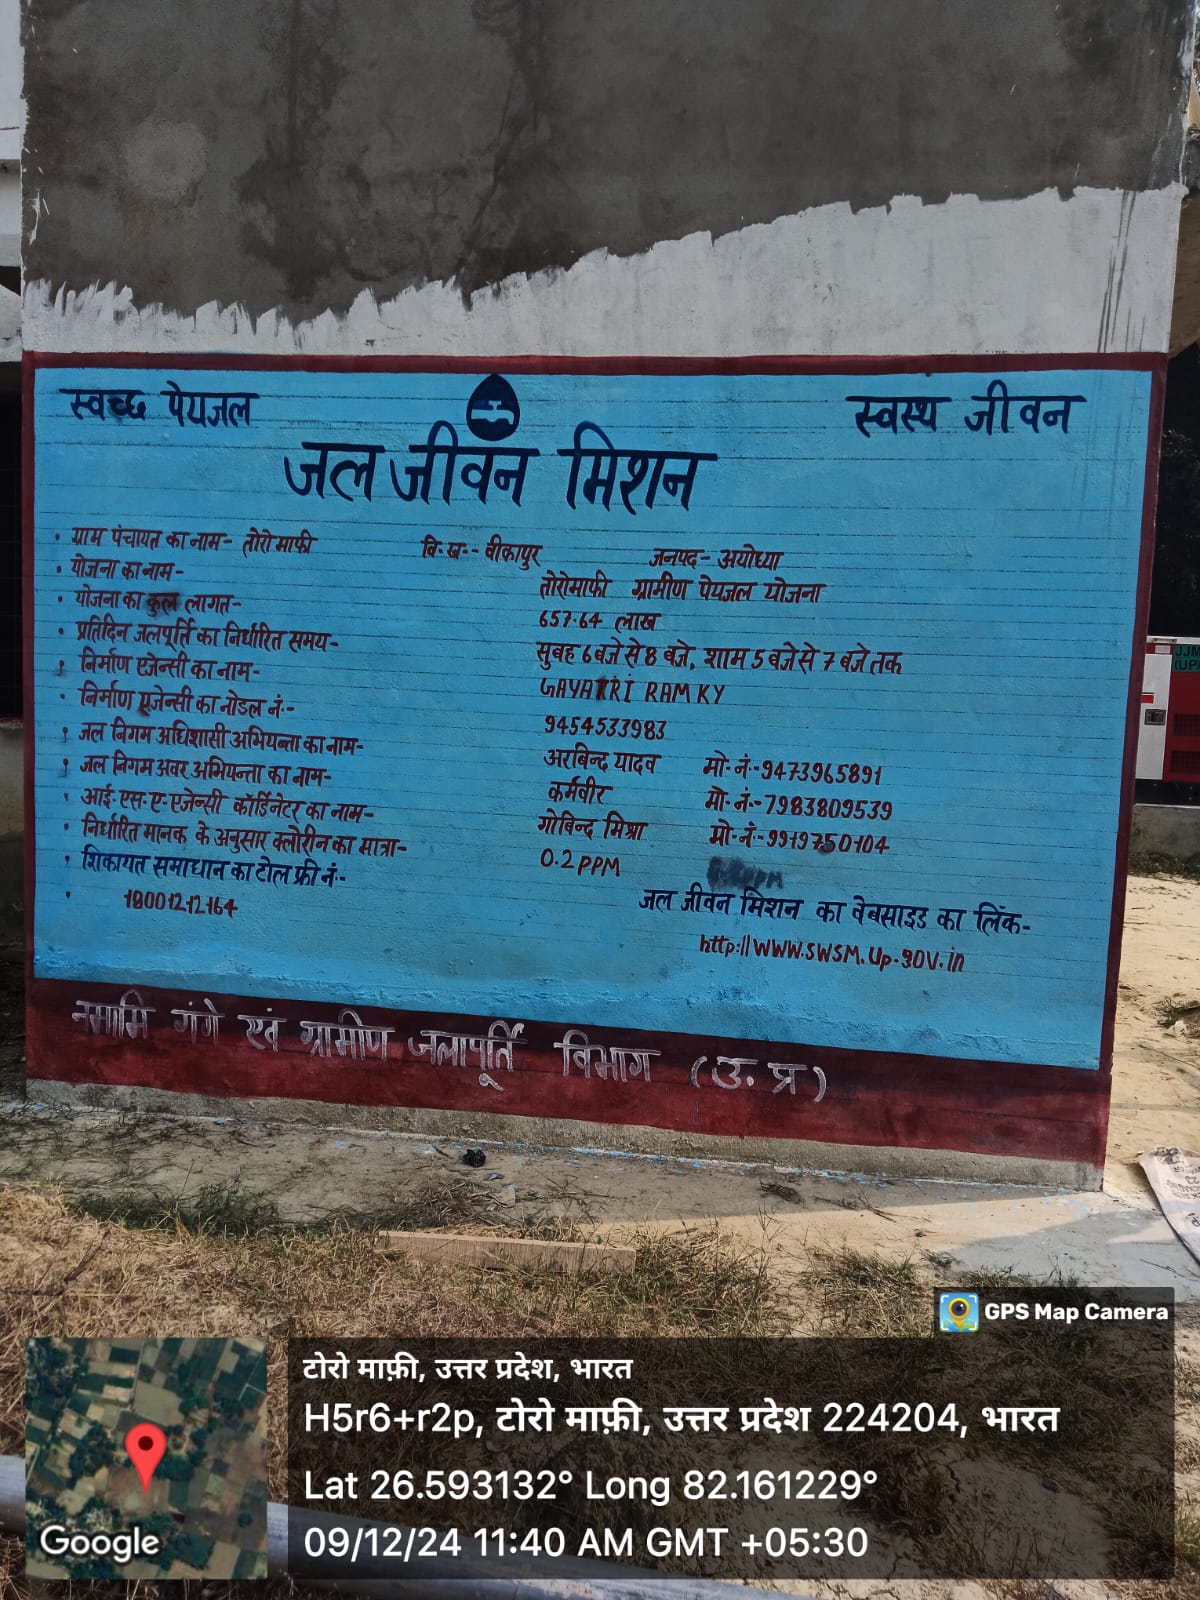 स्वच्छ पेयजल
स्वस्थ जीवन
जल जीवन मिशन
• ग्राम पंचायत का नाम- तोरोमाफी वि.ख.- बीकापुर जनपद- अयोध्या
• योजना का नाम- तोरोमाफी ग्रामीण पेयजल योजना
• योजना का कुल लागत- 657.64 लाख
• प्रतिदिन जलपूर्ति का निर्धारित समय- सुबह 6 बजे से 8 बजे, शाम 5 बजे से 7 बजे तक
• निर्माण एजेन्सी का नाम- GAYATRI RAMKY
• निर्माण एजेन्सी का नोडल नं.- 9454533983
• जल निगम अधिशासी अभियन्ता का नाम- अरबिन्द यादव मो.नं.-9473965891
• जल निगम अवर अभियन्ता का नाम- कर्मवीर मो.नं.-7983809539
• आई.एस.ए-एजेन्सी कॉर्डिनेटर का नाम- गोबिन्द मिश्रा मो.नं-9919750104
• निर्धारित मानक के अनुसार क्लोरीन का मात्रा- 0.2 PPM
• शिकायत समाधान का टोल फ्री नं.-
• 18001212164
जल जीवन मिशन का वेबसाइड का लिंक-
http://www.swsm.up.gov.in
नमामि गंगे एवं ग्रामीण जलापूर्ति विभाग (उ.प्र)
JJM
(UP)
GPS Map Camera
टोरो माफ़ी, उत्तर प्रदेश, भारत
H5r6+r2p, टोरो माफ़ी, उत्तर प्रदेश 224204, भारत
Lat 26.593132° Long 82.161229°
09/12/24 11:40 AM GMT +05:30
Google